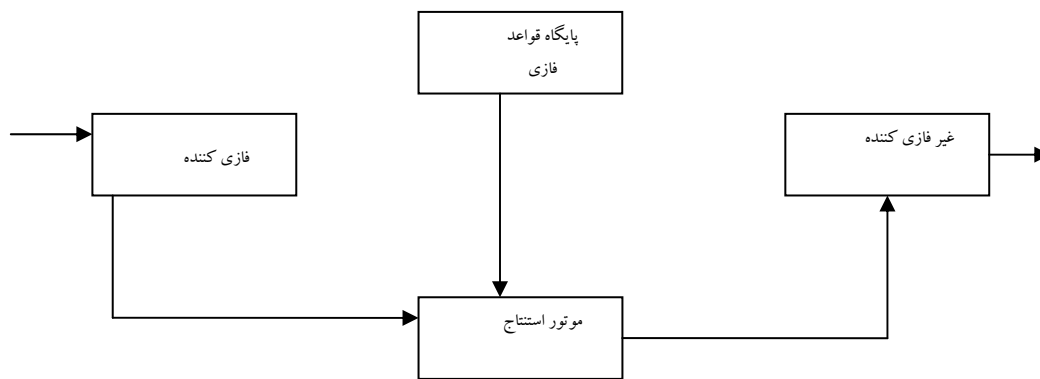 پایگاه قواعد
فازی
غیر فازی کننده
فازی کننده
موتور استنتاج